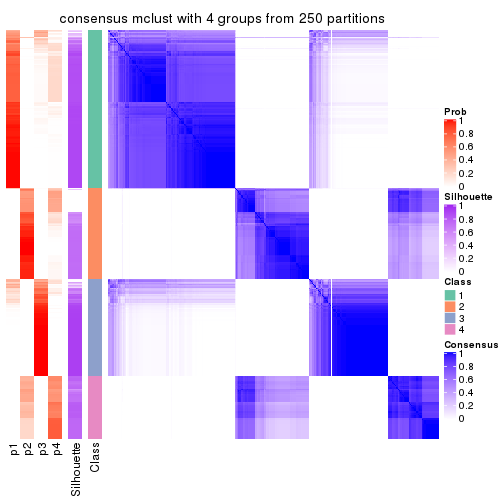 consensus mclust with 4 groups from 250 partitions
Prob
1
0.8
0.6
0.4
0.2
0
Silhouette
1
0.8
0.6
0.4
0.2
0
Class
1
2
3
4
Consensus
1
0.8
0.6
0.4
0.2
0
p1
p2
p3
p4
Silhouette
Class